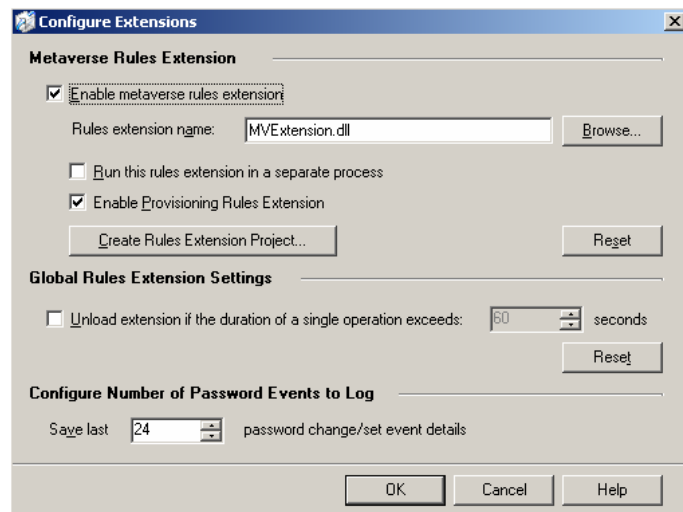 Configure Extensions
Metaverse Rules Extension
Enable metaverse rules extension
Rules extension name: MVExtension.dll Browse...
Run this rules extension in a separate process
Enable Provisioning Rules Extension
Create Rules Extension Project... Reset
Global Rules Extension Settings
Unload extension if the duration of a single operation exceeds: 60 seconds
Reset
Configure Number of Password Events to Log
Save last 24 password change/set event details
OK Cancel Help